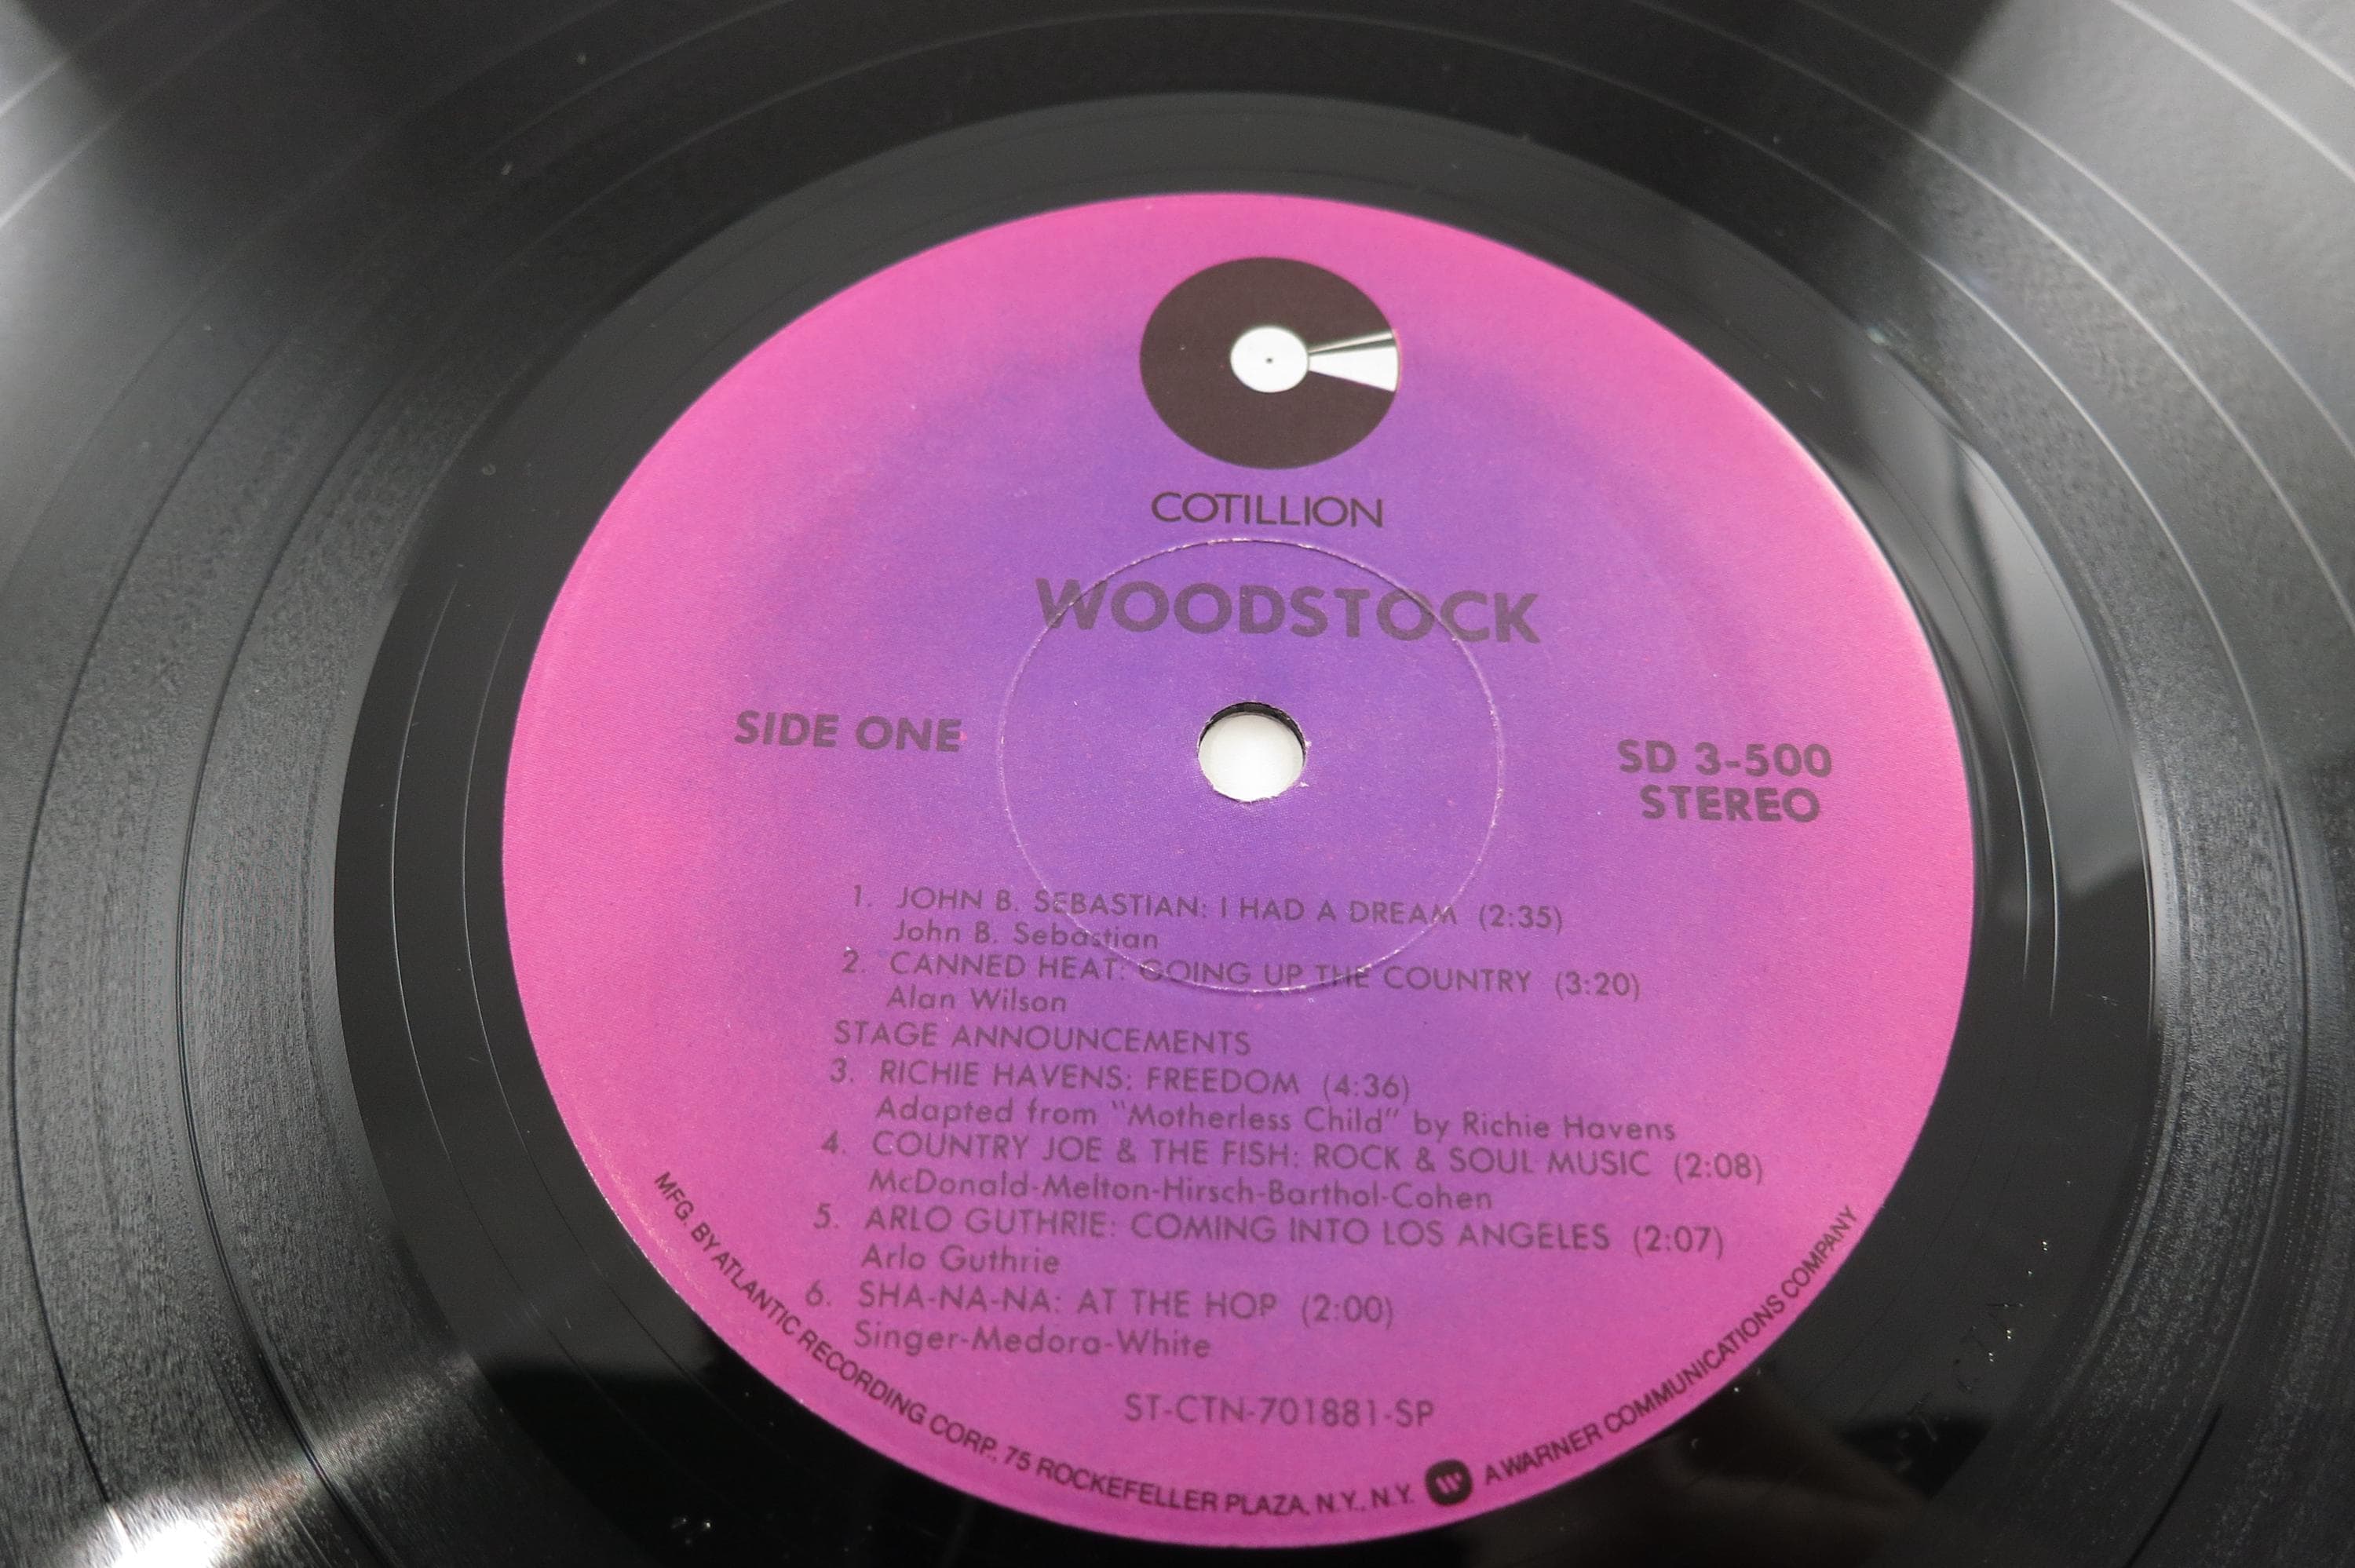 COTILLION
WOODSTOCK
SIDE ONE
SD 3-500
STEREO
1. JOHN B. SEBASTIAN: I HAD A DREAM (2:35)
John B. Sebastian
2. CANNED HEAT: GOING UP THE COUNTRY (3:20)
Alan Wilson
STAGE ANNOUNCEMENTS
3. RICHIE HAVENS: FREEDOM (4:36)
Adapted from "Motherless Child" by Richie Havens
4. COUNTRY JOE & THE FISH: ROCK & SOUL MUSIC (2:08)
McDonald-Melton-Hirsch-Barthol-Cohen
5. ARLO GUTHRIE: COMING INTO LOS ANGELES (2:07)
Arlo Guthrie
6. SHA-NA-NA: AT THE HOP (2:00)
Singer-Medora-White
ST-CTN-701881-SP
MFG. BY ATLANTIC RECORDING CORP., 75 ROCKEFELLER PLAZA, N.Y., N.Y. W A WARNER COMMUNICATIONS COMPANY